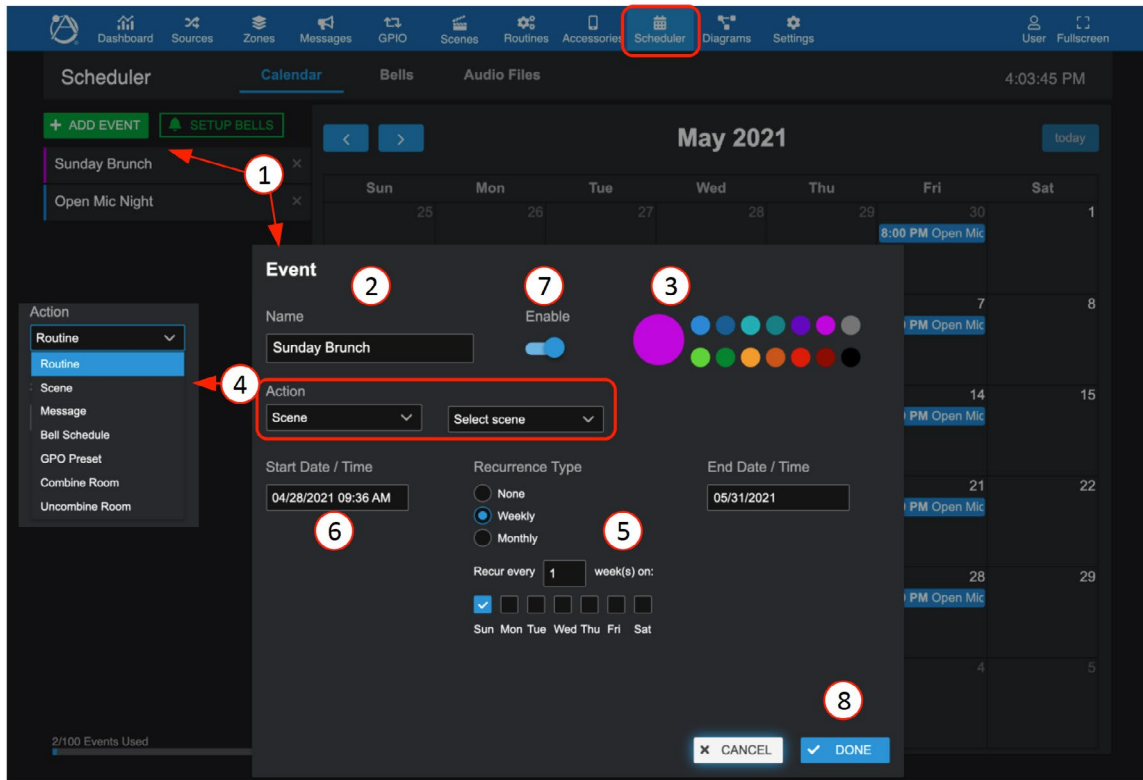 Dashboard Sources Zones Messages GPIO Scenes Routines Accessories Scheduler Diagrams Settings User Fullscreen
Scheduler Calendar Bells Audio Files 4:03:45 PM
+ ADD EVENT SETUP BELLS
May 2021 today
Sunday Brunch ×
1
Open Mic Night ×
Sun Mon Tue Wed Thu Fri Sat
25 26 27 28 29 30 1
8:00 PM Open Mic
Event
2 7 3
Name Enable
Sunday Brunch
7 8
PM Open Mic
Action
Routine
Routine
Scene
Message
Bell Schedule
GPO Preset
Combine Room
Uncombine Room
4
Action
Scene Select scene
14 15
PM Open Mic
Start Date / Time Recurrence Type End Date / Time
04/28/2021 09:36 AM None 05/31/2021
Weekly
Monthly
6 5
21 22
PM Open Mic
Recur every 1 week(s) on:
Sun Mon Tue Wed Thu Fri Sat
28 29
PM Open Mic
4 5
8
2/100 Events Used
× CANCEL DONE